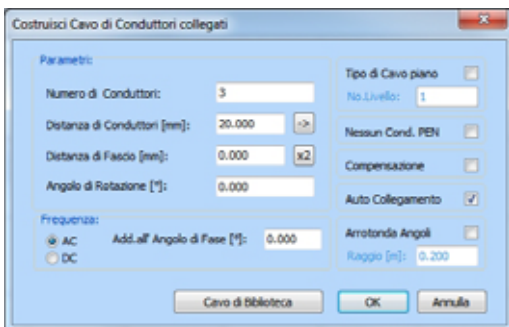 Costruisci Cavo di Conduttori collegati
Parametri:
Numero di Conduttori: 3
Distanza di Conduttori [mm]: 20.000 ->
Distanza di Fascio [mm]: 0.000 x2
Angolo di Rotazione [°]: 0.000
Frequenza:
AC Add.all' Angolo di Fase [°]: 0.000
DC
Tipo di Cavo piano
No.Livello: 1
Nessun Cond. PEN
Compensazione
Auto Collegamento
Arrotonda Angoli
Raggio [m]: 0.200
Cavo di Biblioteca OK Annulla